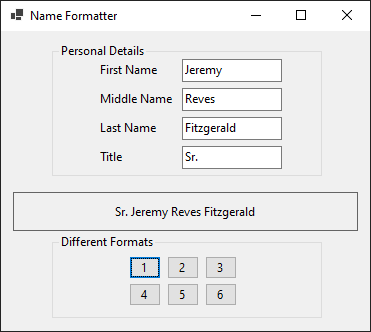 Name Formatter
Personal Details
First Name Jeremy
Middle Name Reves
Last Name Fitzgerald
Title Sr.
Sr. Jeremy Reves Fitzgerald
Different Formats
1 2 3
4 5 6